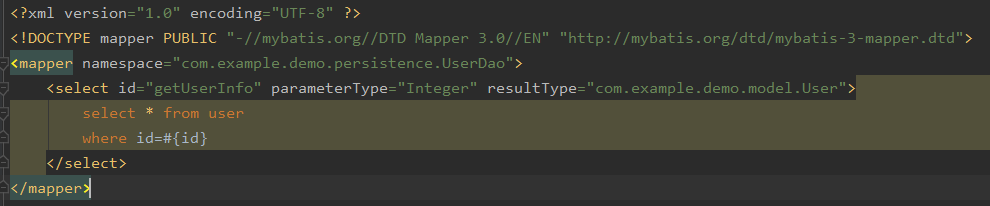 <?xml version="1.0" encoding="UTF-8" ?>
<!DOCTYPE mapper PUBLIC "-//mybatis.org//DTD Mapper 3.0//EN" "http://mybatis.org/dtd/mybatis-3-mapper.dtd">
<mapper namespace="com.example.demo.persistence.UserDao">
    <select id="getUserInfo" parameterType="Integer" resultType="com.example.demo.model.User">
        select * from user
        where id=#{id}
    </select>
</mapper>